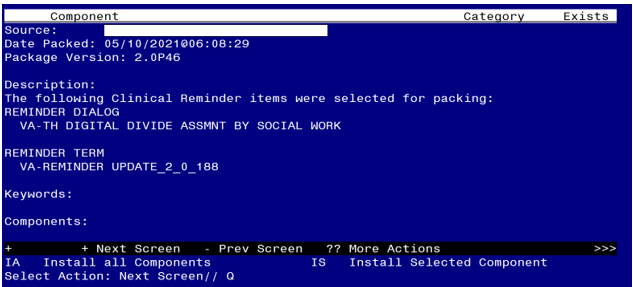 Component Category Exists
Source:
Date Packed: 05/10/2021@06:08:29
Package Version: 2.0P46
Description:
The following Clinical Reminder items were selected for packing:
REMINDER DIALOG
VA-TH DIGITAL DIVIDE ASSMNT BY SOCIAL WORK
REMINDER TERM
VA-REMINDER UPDATE_2_0_188
Keywords:
Components:
+ + Next Screen - Prev Screen ?? More Actions >>>
IA Install all Components IS Install Selected Component
Select Action: Next Screen// Q